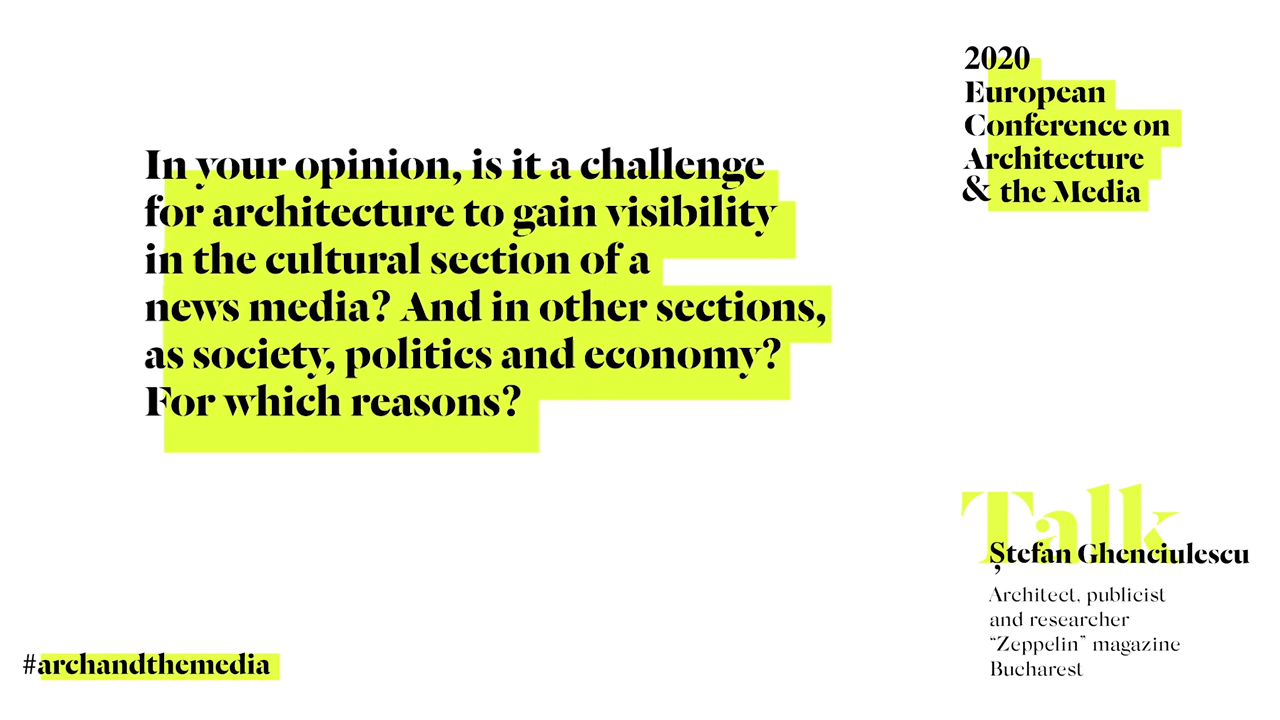 In your opinion, is it a challenge
for architecture to gain visibility
in the cultural section of a
news media? And in other sections,
as society, politics and economy?
For which reasons?
2020
European
Conference on
Architecture
& the Media
Talk
Ștefan Ghenciulescu
Architect, publicist
and researcher
“Zeppelin” magazine
Bucharest
#archandthemedia